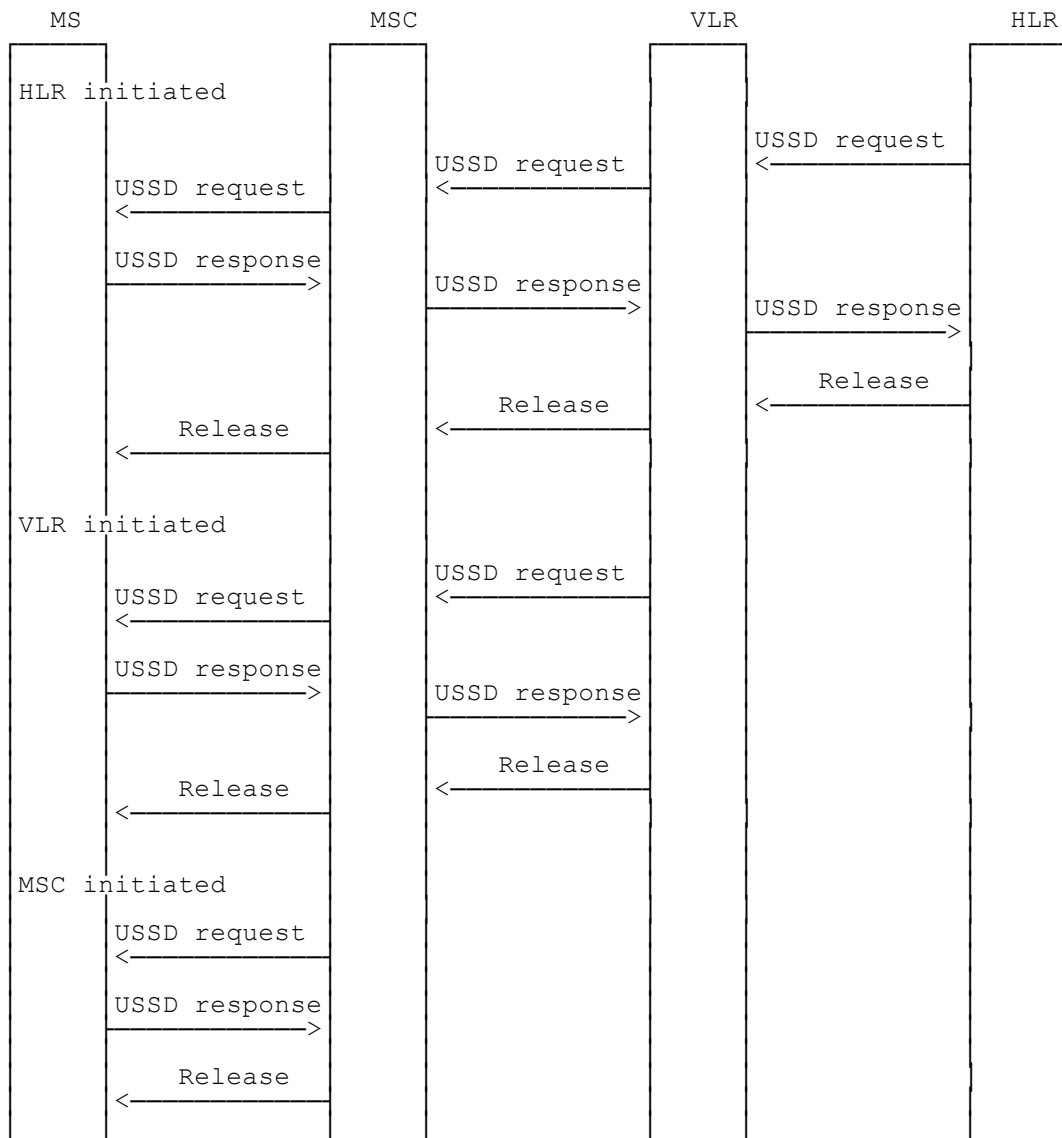 MS MSC VLR HLR
HLR initiated
USSD request
USSD request
USSD request
USSD response
USSD response
USSD response
Release
Release
Release
VLR initiated
USSD request
USSD request
USSD response
USSD response
Release
Release
MSC initiated
USSD request
USSD response
Release